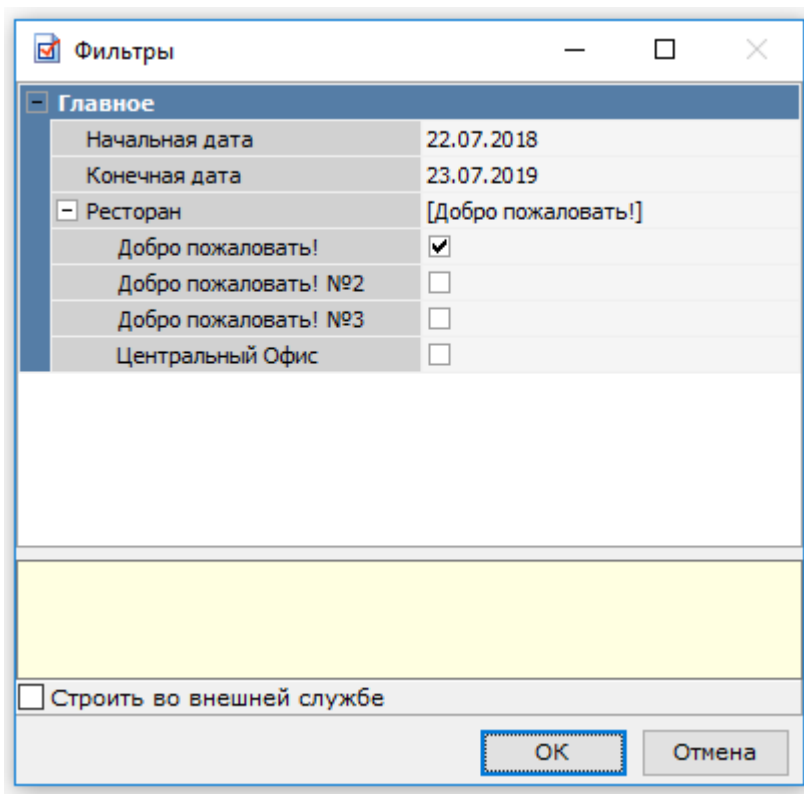 Фильтры
Главное
Начальная дата 22.07.2018
Конечная дата 23.07.2019
Ресторан [Добро пожаловать!]
Добро пожаловать!
Добро пожаловать! №2
Добро пожаловать! №3
Центральный Офис
Строить во внешней службе
ОК Отмена